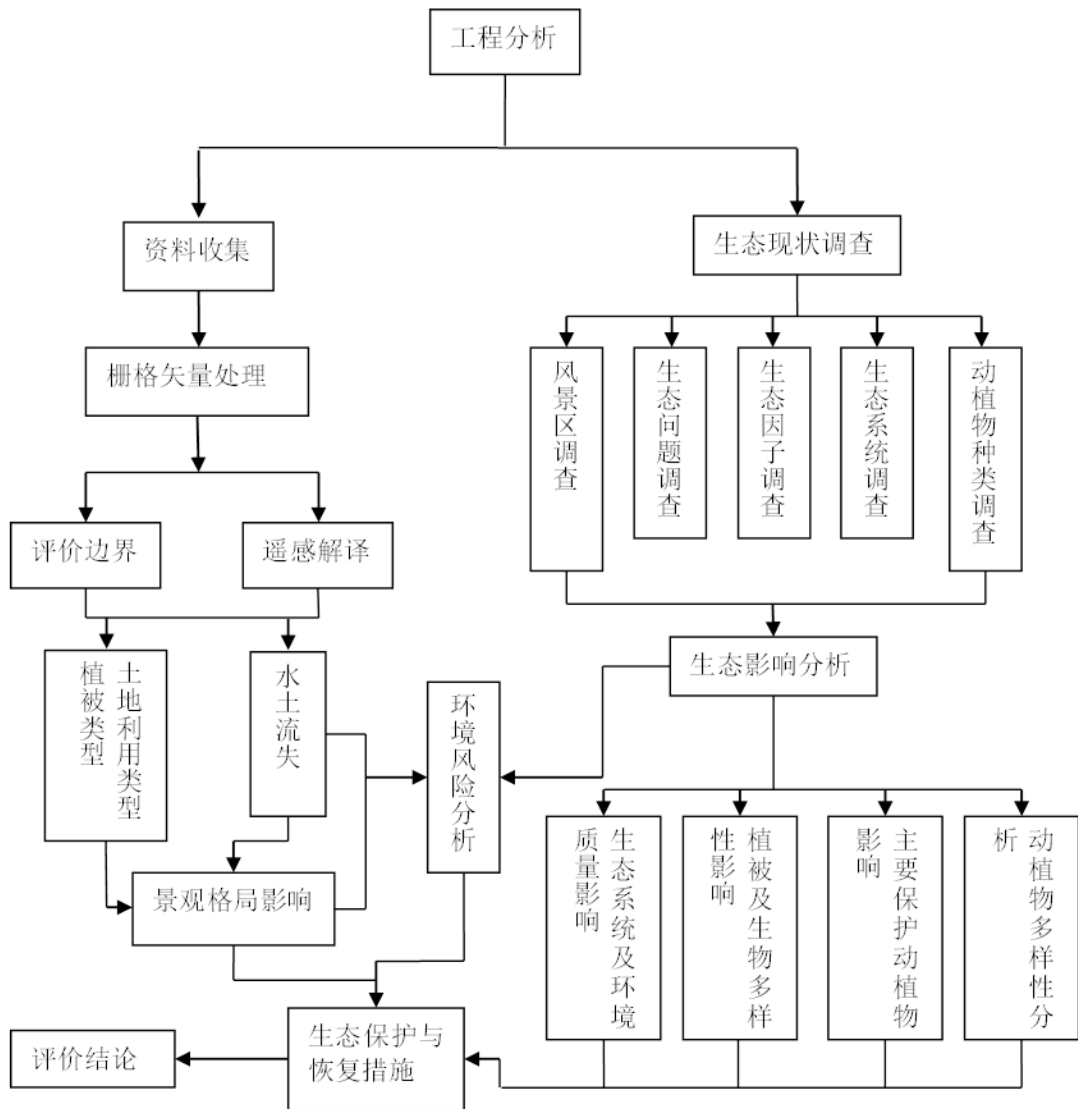 工程分析
资料收集
生态现状调查
栅格矢量处理
风景区调查
生态问题调查
生态因子调查
生态系统调查
动植物种类调查
评价边界
遥感解译
土地利用类型
植被类型
水土流失
环境风险分析
生态影响分析
景观格局影响
生态系统及环境
质量影响
植被及生物多样
性影响
主要保护动植物
影响
动植物多样性分
析
生态保护与
恢复措施
评价结论